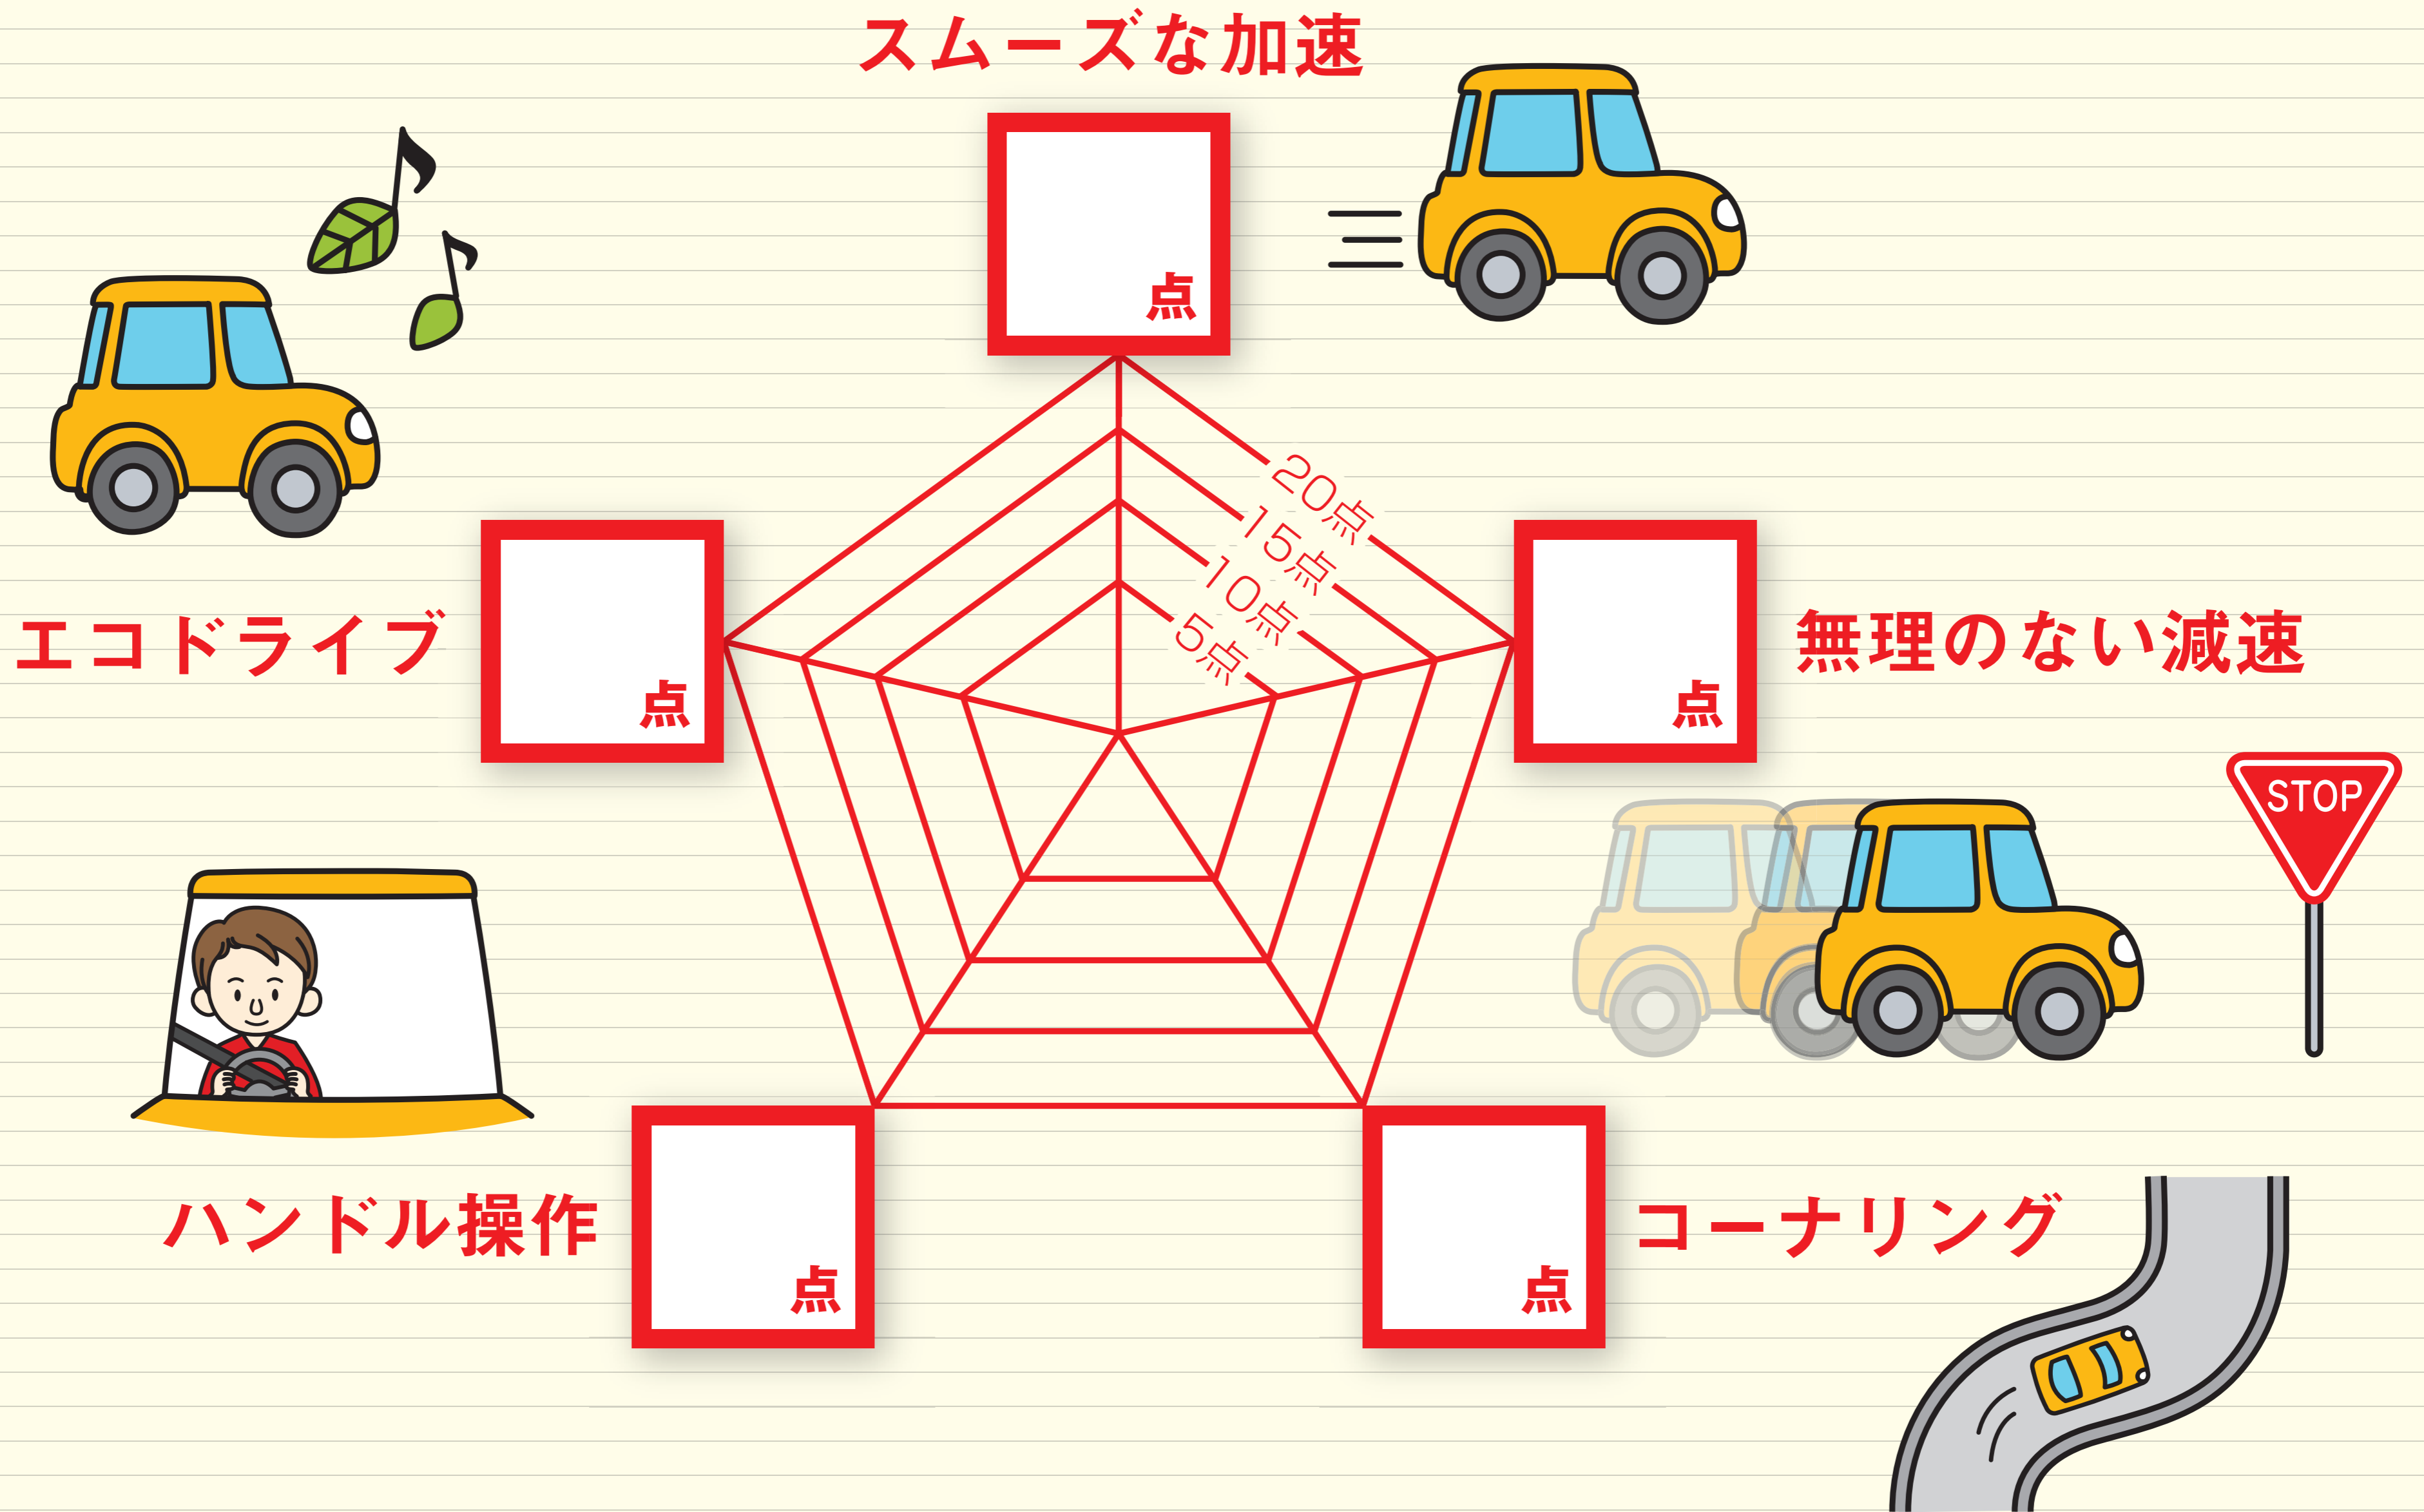 スムーズな加速
点
20点
15点
10点
5点
エコドライブ
点
点
無理のない減速
STOP
ハンドル操作
点
点
コーナリング